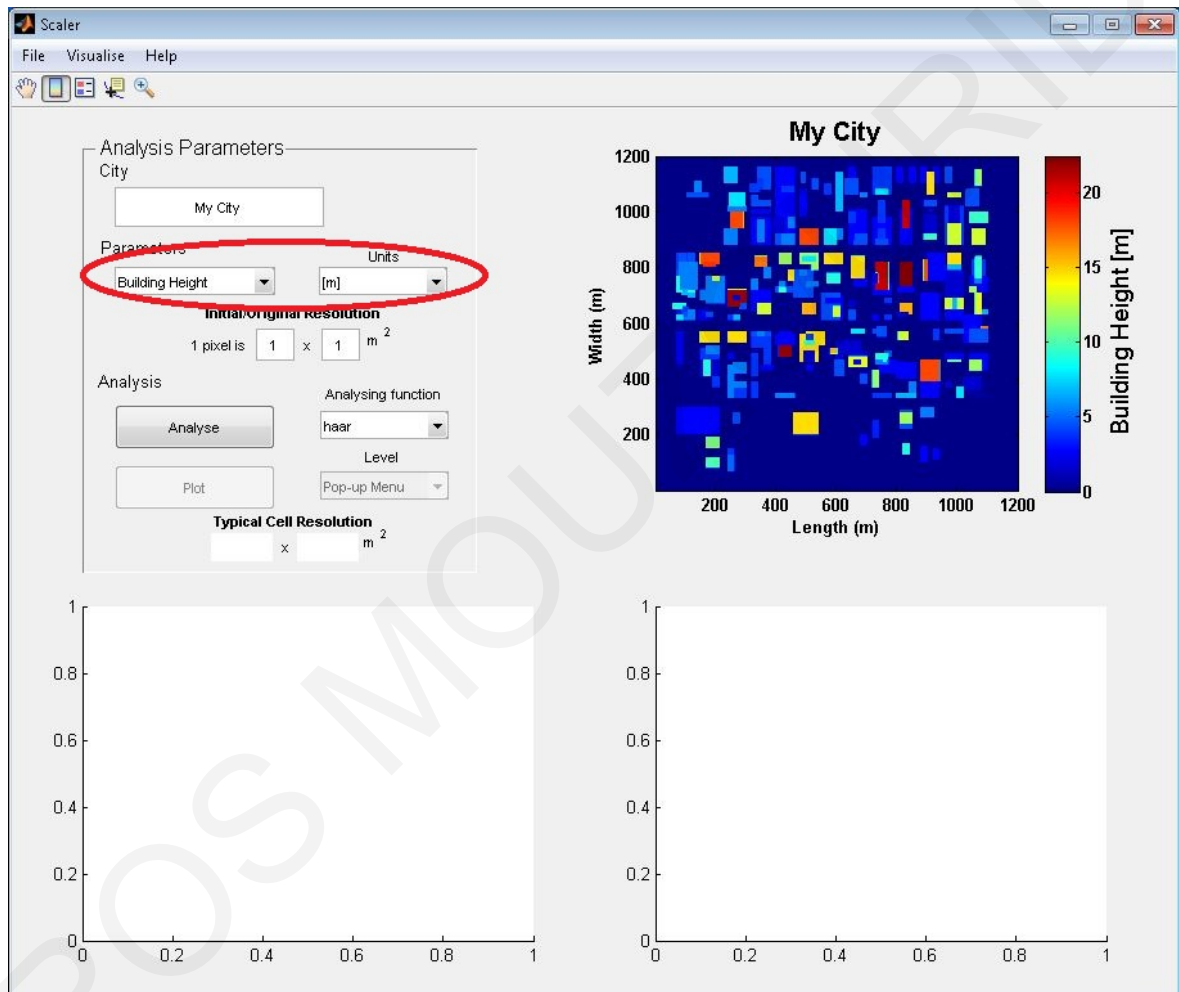 Scaler
File Visualise Help
Analysis Parameters
City
My City
Parameters
Units
Building Height
[m]
Initial/Original Resolution
1 pixel is 1 x 1 m 2
Analysis
Analysing function
Analyse
haar
Level
Plot
Pop-up Menu
Typical Cell Resolution
x m 2
My City
1200
1000
800
600
400
200
Width (m)
200 400 600 800 1000 1200
Length (m)
20
15
10
5
0
Building Height [m]
1
0.8
0.6
0.4
0.2
0
0 0.2 0.4 0.6 0.8 1
1
0.8
0.6
0.4
0.2
0
0 0.2 0.4 0.6 0.8 1